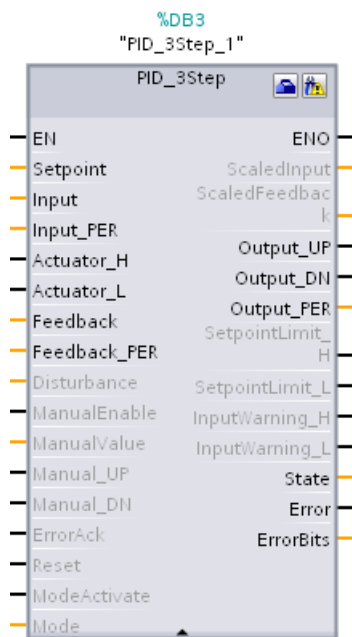 %DB3
"PID_3Step_1"
PID_3Step
EN
ENO
Setpoint
ScaledInput
Input
ScaledFeedbac
k
Input_PER
Output_UP
Actuator_H
Output_DN
Actuator_L
Output_PER
Feedback
SetpointLimit_
H
Feedback_PER
Disturbance
SetpointLimit_L
ManualEnable
InputWarning_H
ManualValue
InputWarning_L
Manual_UP
State
Manual_DN
Error
ErrorAck
ErrorBits
Reset
ModeActivate
Mode